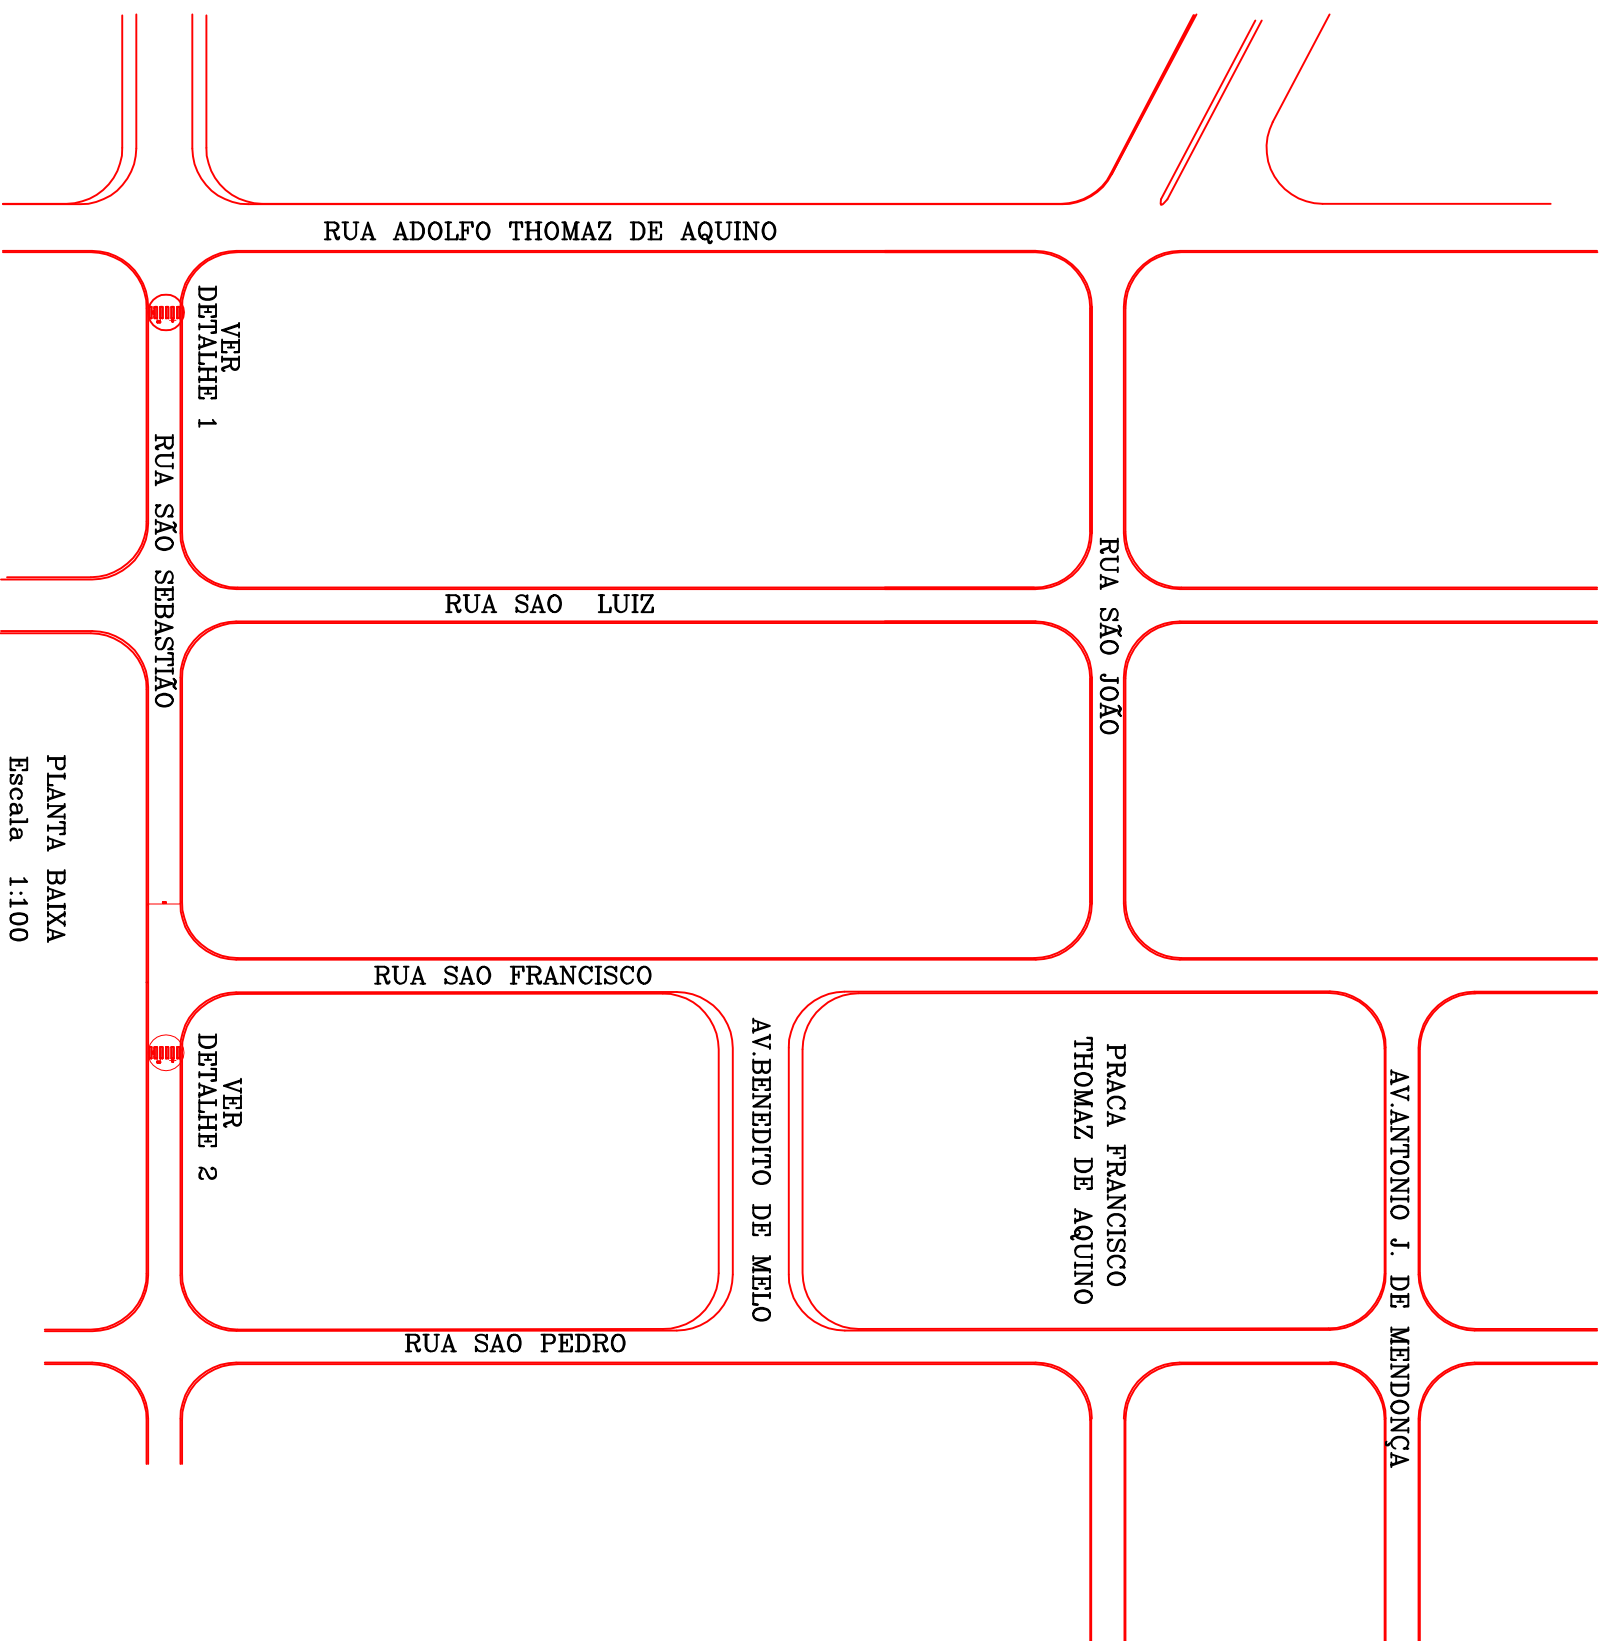 RUA ADOLFO THOMAZ DE AQUINO
VER
DETALHE 1
RUA SÃO SEBASTIÃO
RUA SÃO JOÃO
RUA SAO LUIZ
PLANTA BAIXA
Escala 1:100
RUA SAO FRANCISCO
VER
DETALHE 2
AV.BENEDITO DE MELO
PRACA FRANCISCO
THOMAZ DE AQUINO
AV.ANTONIO J. DE MENDONÇA
RUA SAO PEDRO